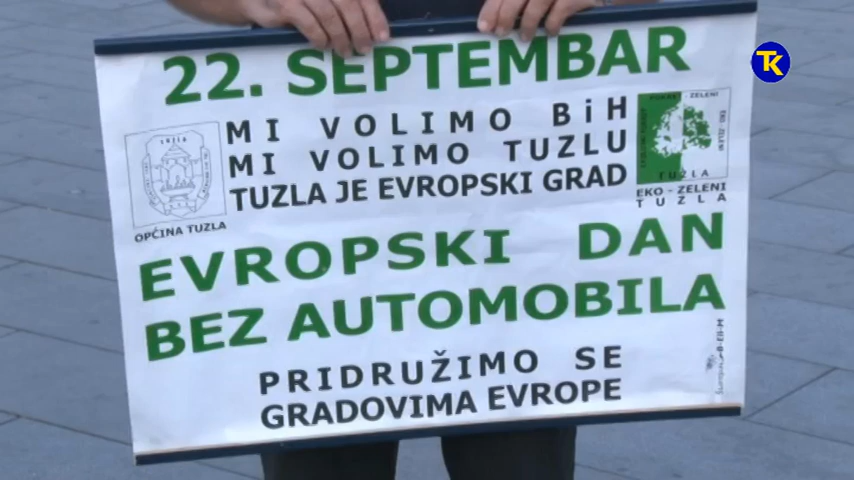 22. SEPTEMBAR
TK
MI VOLIMO BiH
MI VOLIMO TUZLU
TUZLA JE EVROPSKI GRAD
OPĆINA TUZLA
TUZLA
EKO - ZELENI
TUZLA
EVROPSKI DAN
BEZ AUTOMOBILA
PRIDRUŽIMO SE
GRADOVIMA EVROPE